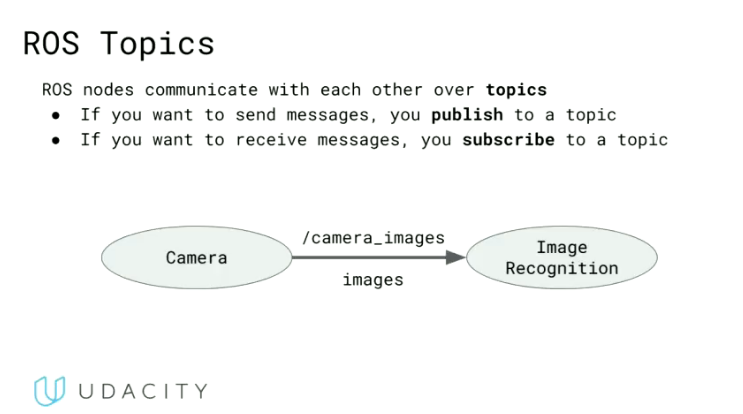 ROS Topics
ROS nodes communicate with each other over topics
● If you want to send messages, you publish to a topic
● If you want to receive messages, you subscribe to a topic
/camera_images
Camera
Image
Recognition
images
UDACITY